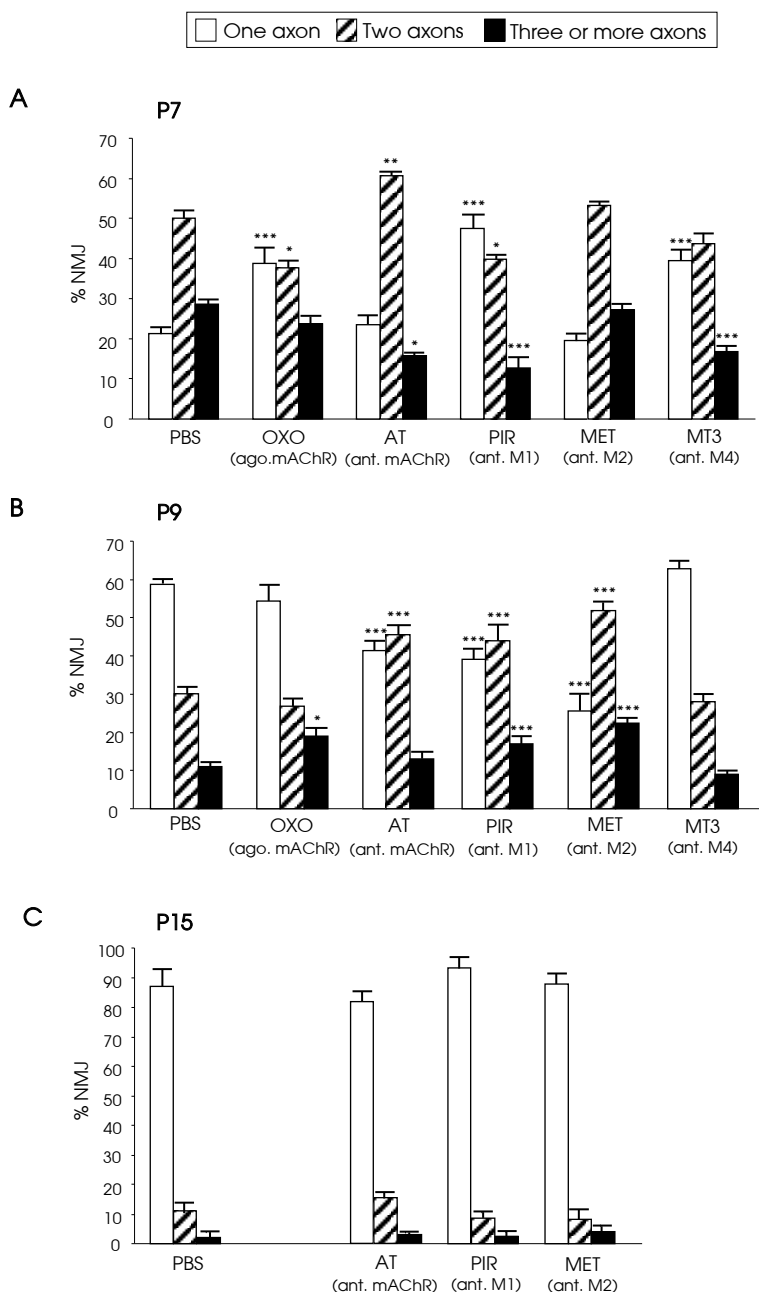 One axon Two axons Three or more axons
A
P7
70
60
50
40
30
20
10
0
% NMJ
*** * ** * *** * *** *** ***
PBS OXO AT PIR MET MT3
(ago.mAChR) (ant. mAChR) (ant. M1) (ant. M2) (ant. M4)
B
P9
70
60
50
40
30
20
10
0
% NMJ
* *** *** *** *** *** *** *** ***
PBS OXO AT PIR MET MT3
(ago. mAChR) (ant. mAChR) (ant. M1) (ant. M2) (ant. M4)
C
P15
100
90
80
70
60
50
40
30
20
10
0
% NMJ
PBS AT PIR MET
(ant. mAChR) (ant. M1) (ant. M2)